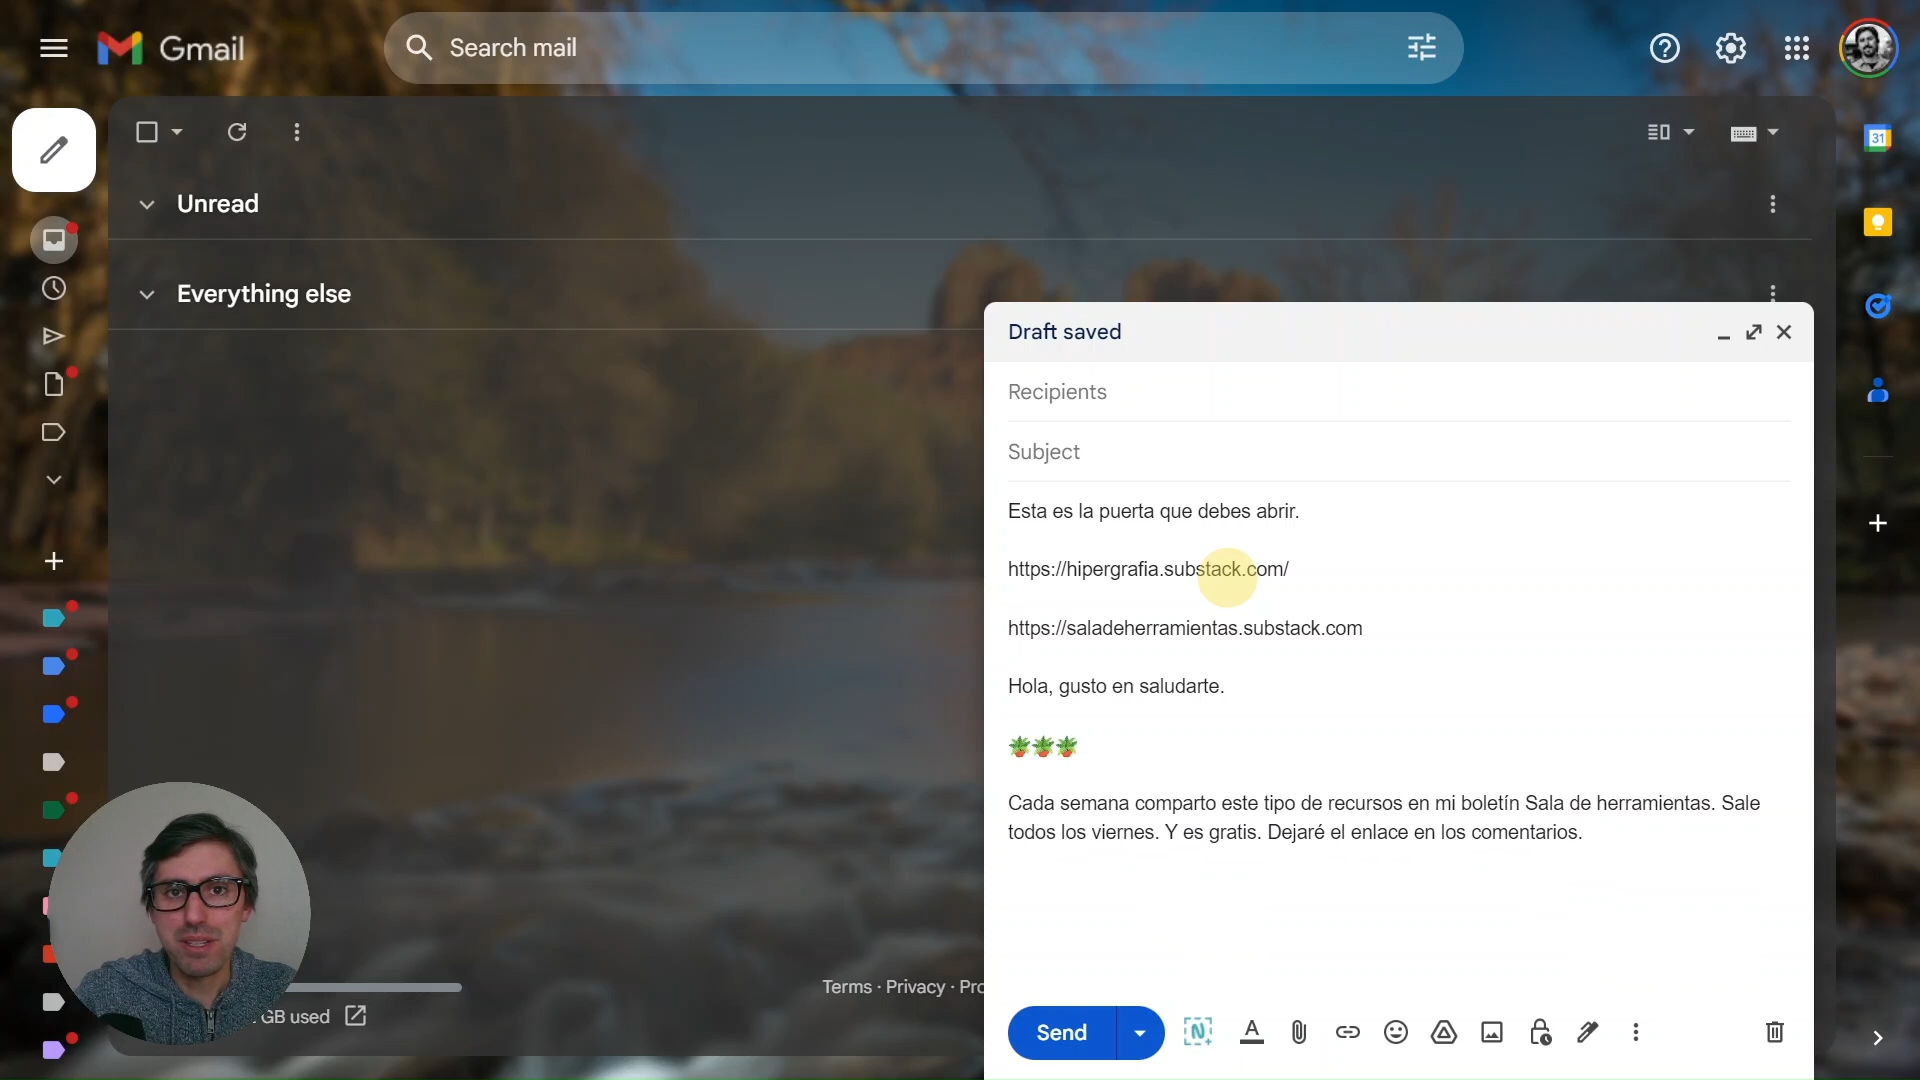 Gmail
Search mail
31
Unread
Everything else
Draft saved
Recipients
Subject
Esta es la puerta que debes abrir.
https://hipergrafia.substack.com/
https://saladeherramientas.substack.com
Hola, gusto en saludarte.
🪴🪴🪴
Cada semana comparto este tipo de recursos en mi boletín Sala de herramientas. Sale
todos los viernes. Y es gratis. Dejaré el enlace en los comentarios.
Terms · Privacy · Pro
GB used
Send